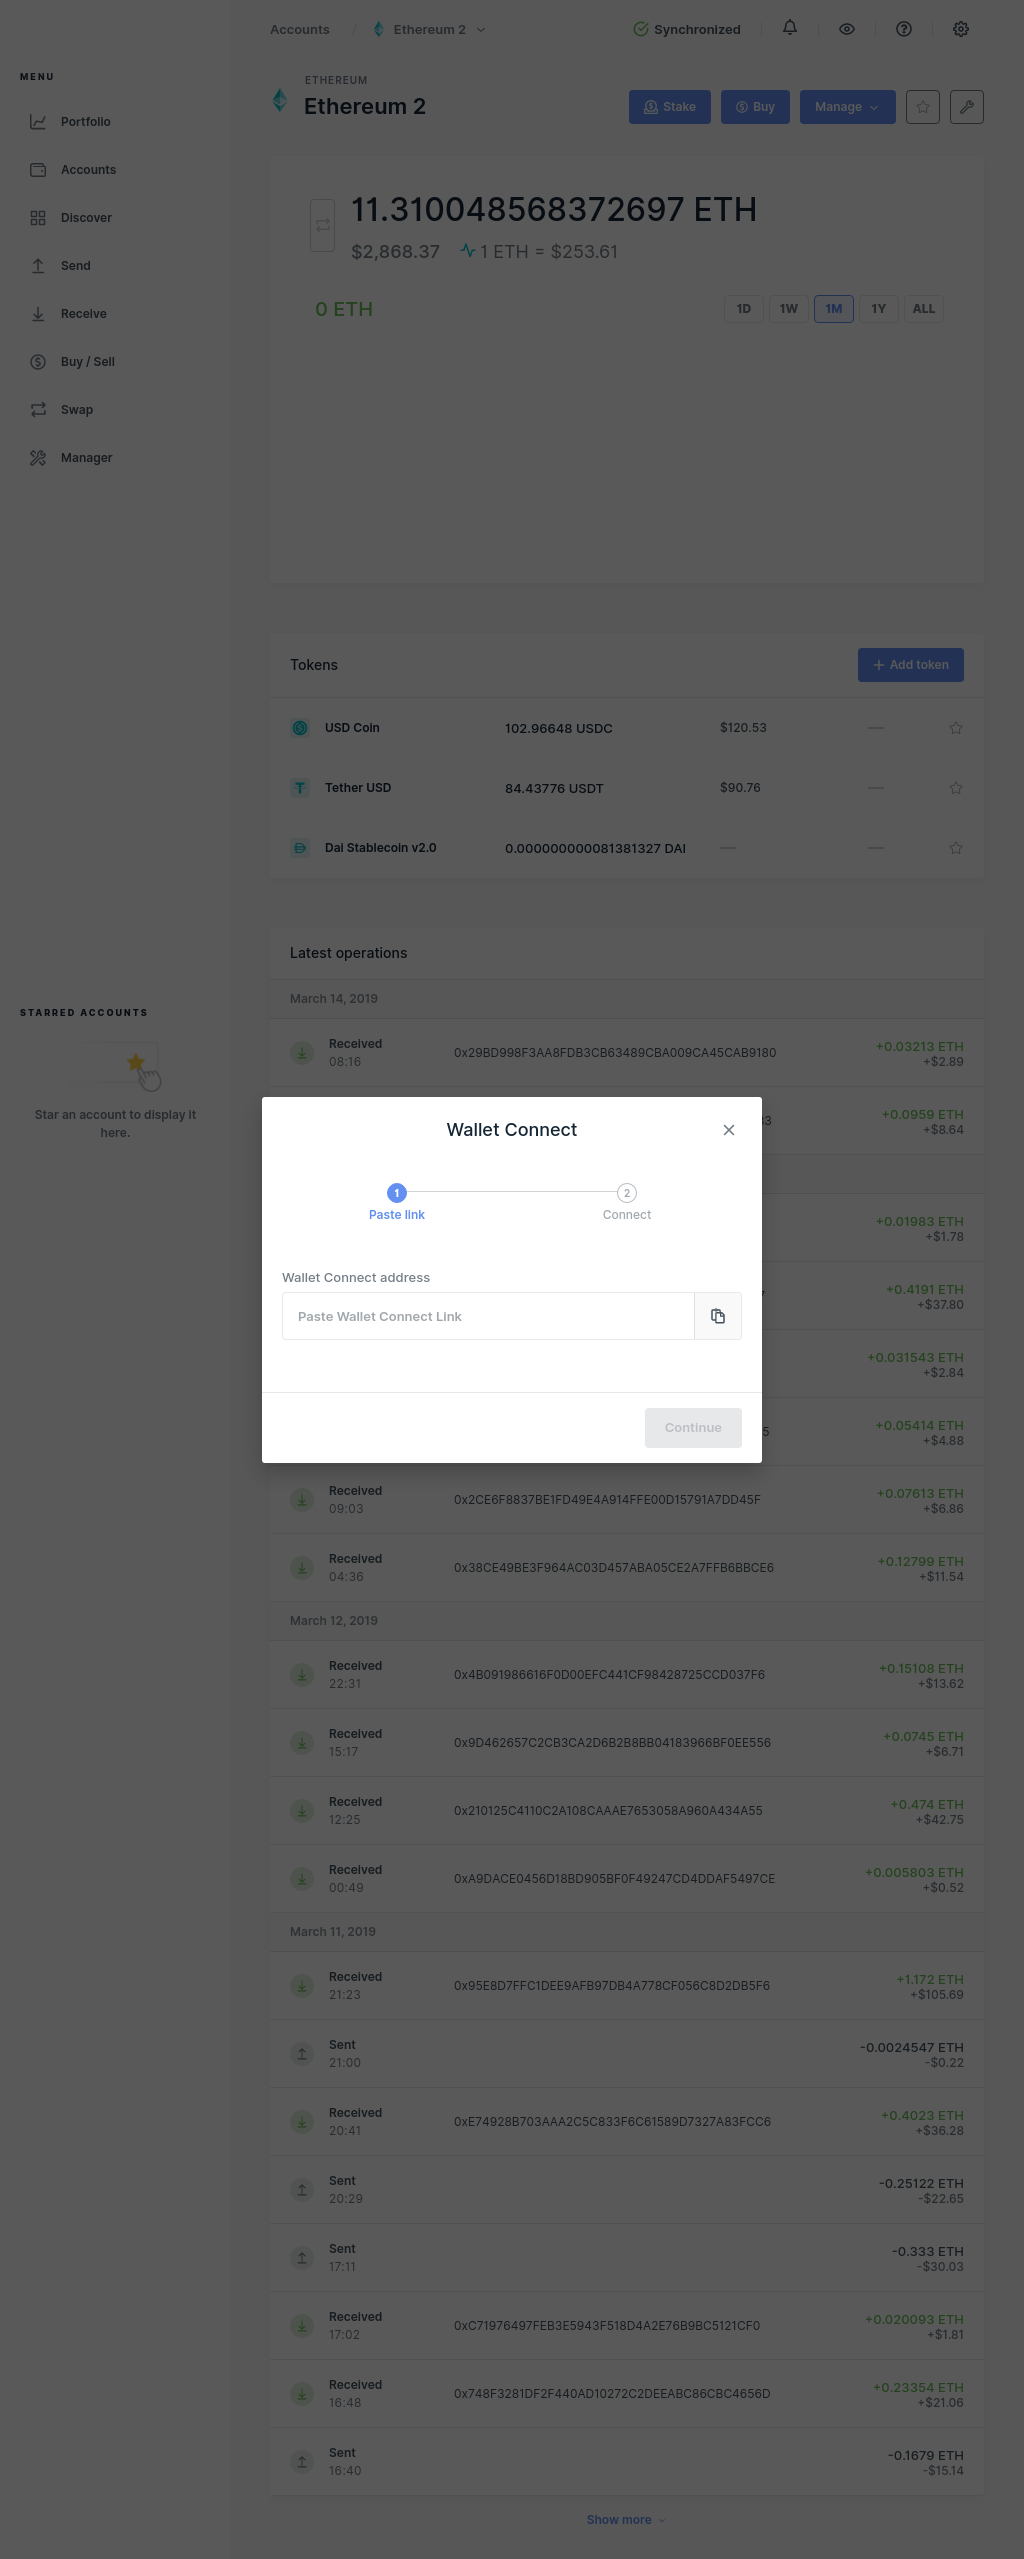 Accounts / Ethereum 2
Synchronized
MENU
Portfolio
Accounts
Discover
Send
Receive
Buy / Sell
Swap
Manager
STARRED ACCOUNTS
Star an account to display it
here.
ETHEREUM
Ethereum 2
Stake
Buy
Manage
11.310048568372697 ETH
$2,868.37
1 ETH = $253.61
0 ETH
1D
1W
1M
1Y
ALL
Tokens
Add token
USD Coin 102.96648 USDC $120.53 —
Tether USD 84.43776 USDT $90.76 —
Dai Stablecoin v2.0 0.000000000081381327 DAI — —
Latest operations
March 14, 2019
Received 0x29BD998F3AA8FDB3CB63489CBA009CA45CAB9180 +0.03213 ETH
08:16 +$2.89
+0.0959 ETH
+$8.64
+0.01983 ETH
+$1.78
+0.4191 ETH
+$37.80
+0.031543 ETH
+$2.84
+0.05414 ETH
+$4.88
Wallet Connect
1
2
Paste link
Connect
Wallet Connect address
Paste Wallet Connect Link
Continue
Received 0x2CE6F8837BE1FD49E4A914FFE00D15791A7DD45F +0.07613 ETH
09:03 +$6.86
Received 0x38CE49BE3F964AC03D457ABA05CE2A7FFB6BBCE6 +0.12799 ETH
04:36 +$11.54
March 12, 2019
Received 0x4B091986616F0D00EFC441CF98428725CCD037F6 +0.15108 ETH
22:31 +$13.62
Received 0x9D462657C2CB3CA2D6B2B8BB04183966BF0EE556 +0.0745 ETH
15:17 +$6.71
Received 0x210125C4110C2A108CAAAE7653058A960A434A55 +0.474 ETH
12:25 +$42.75
Received 0xA9DACE0456D18BD905BF0F49247CD4DDAF5497CE +0.005803 ETH
00:49 +$0.52
March 11, 2019
Received 0x95E8D7FFC1DEE9AFB97DB4A778CF056C8D2DB5F6 +1.172 ETH
21:23 +$105.69
Sent -0.0024547 ETH
21:00 -$0.22
Received 0xE74928B703AAA2C5C833F6C61589D7327A83FCC6 +0.4023 ETH
20:41 +$36.28
Sent -0.25122 ETH
20:29 -$22.65
Sent -0.333 ETH
17:11 -$30.03
Received 0xC71976497FEB3E5943F518D4A2E76B9BC5121CF0 +0.020093 ETH
17:02 +$1.81
Received 0x748F3281DF2F440AD10272C2DEEABC86CBC4656D +0.23354 ETH
16:48 +$21.06
Sent -0.1679 ETH
16:40 -$15.14
Show more